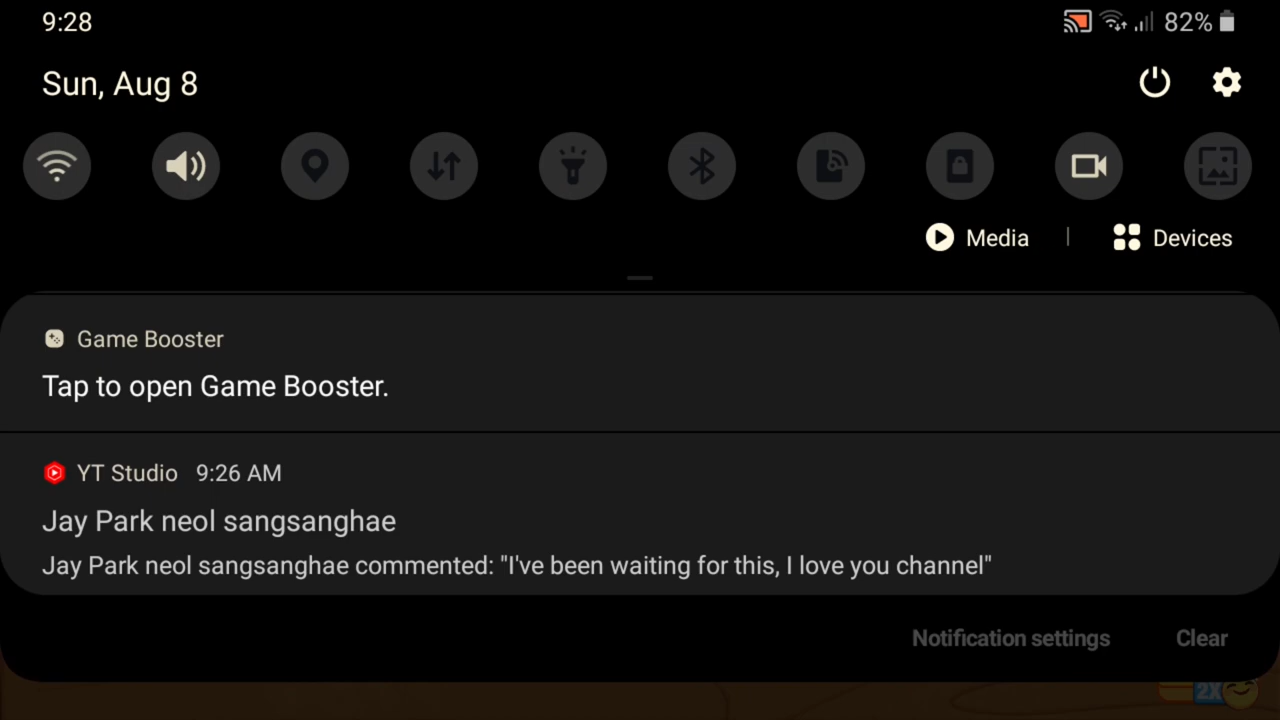 9:28
82%
Sun, Aug 8
Media
Devices
Game Booster
Tap to open Game Booster.
YT Studio 9:26 AM
Jay Park neol sangsanghae
Jay Park neol sangsanghae commented: "I've been waiting for this, I love you channel"
Notification settings
Clear
2X